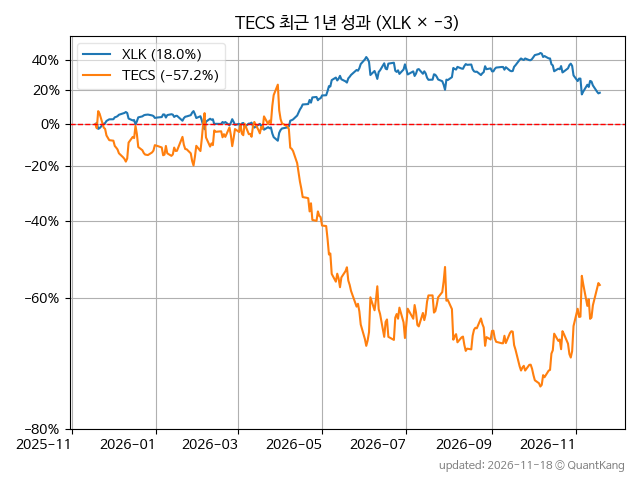 TECS 최근 1년 성과 (XLK × −3)
XLK (18.0%)
TECS (−57.2%)
40%
20%
0%
−20%
−40%
−60%
−80%
2025-11 2026-01 2026-03 2026-05 2026-07 2026-09 2026-11
updated: 2026-11-18 © QuantKang